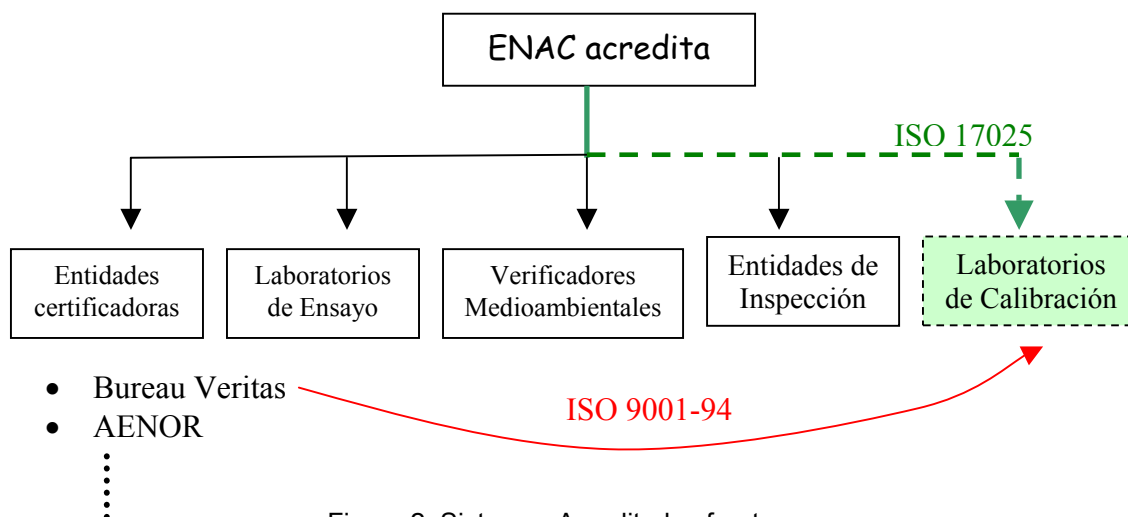 ENAC acredita
ISO 17025
Entidades
certificadoras
Laboratorios
de Ensayo
Verificadores
Medioambientales
Entidades de
Inspección
Laboratorios
de Calibración
• Bureau Veritas
• AENOR
ISO 9001-94